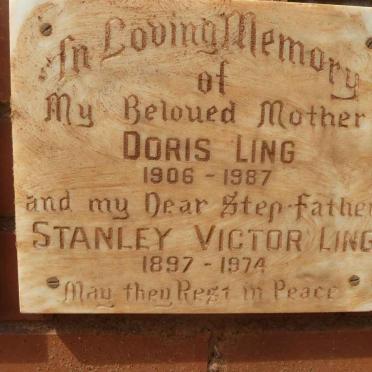 In Loving Memory
of
My Beloved Mother
DORIS LING
1906 - 1987
and my Dear Step-father
STANLEY VICTOR LING
1897 - 1974
May they Rest in Peace